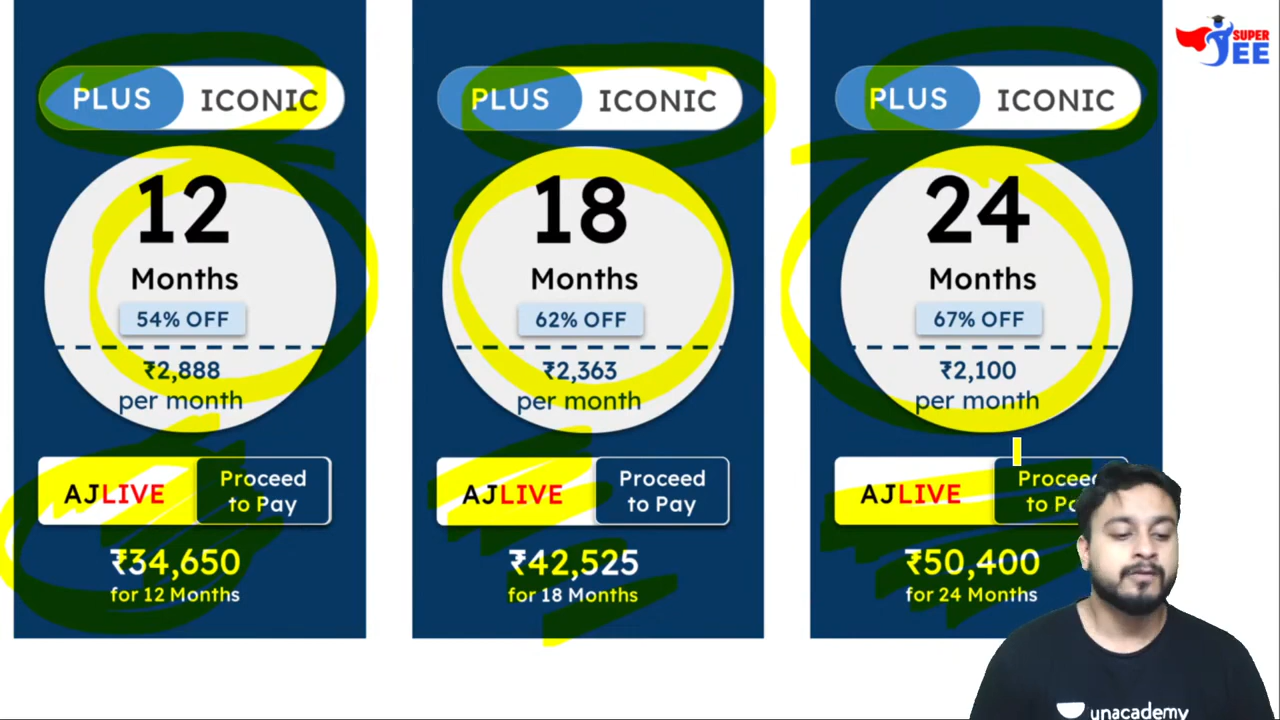 SUPER
JEE
PLUS ICONIC
12
Months
54% OFF
₹2,888
per month
AJLIVE
Proceed
to Pay
₹34,650
for 12 Months
PLUS ICONIC
18
Months
62% OFF
₹2,363
per month
AJLIVE
Proceed
to Pay
₹42,525
for 18 Months
PLUS ICONIC
24
Months
67% OFF
₹2,100
per month
AJLIVE
Proceed
to Pa
₹50,400
for 24 Months
unacademy